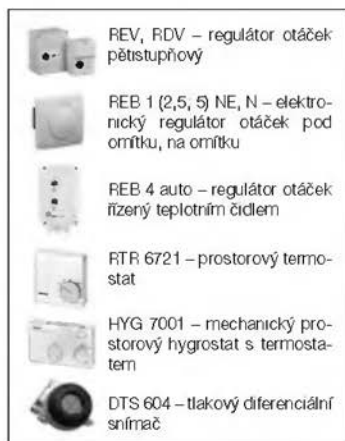 REV, RDV – regulátor otáček
pětistupňový
REB 1 (2,5, 5) NE, N – elektro-
nický regulátor otáček pod
omítku, na omítku
REB 4 auto – regulátor otáček
řízený teplotním čidlem
RTR 6721 – prostorový termo-
stat
HYG 7001 – mechanický pro-
storový hygrostat s termosta-
tem
DTS 604 – tlakový diferenciální
snímač